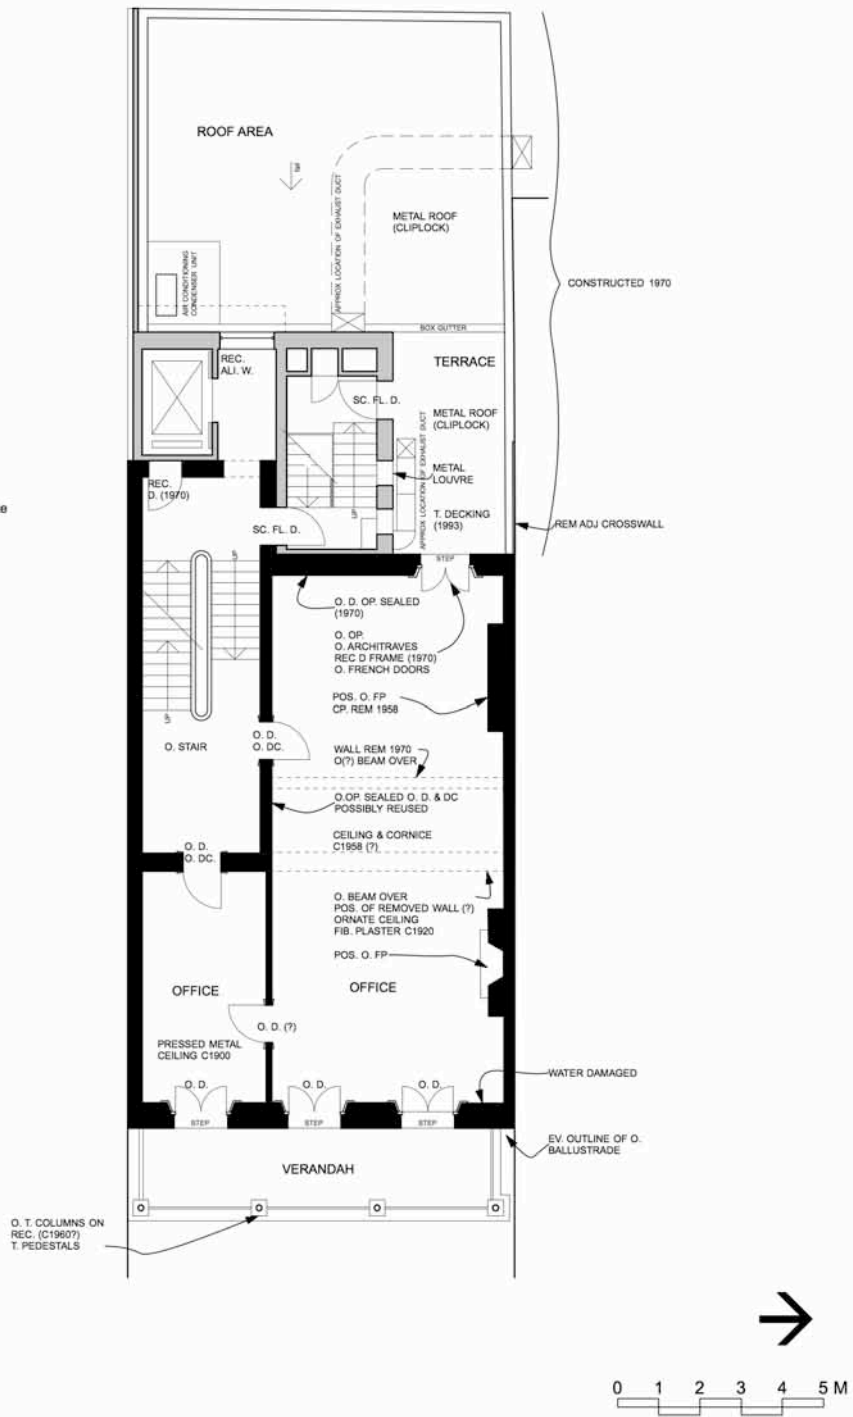 ROOF AREA
fall
APPROX LOCATION OF EXHAUST DUCT
METAL ROOF
(CLIPLOCK)
AIR CONDITIONING
CONDENSER UNIT
CONSTRUCTED 1970
BOX GUTTER
REC.
ALI. W.
TERRACE
SC. FL. D.
METAL ROOF
(CLIPLOCK)
APPROX LOCATION OF EXHAUST DUCT
METAL
LOUVRE
REC.
D. (1970)
UP
T. DECKING
(1993)
SC. FL. D.
REM ADJ CROSSWALL
UP
STEP
O. D. OP. SEALED
(1970)
O. OP.
O. ARCHITRAVES
REC D FRAME (1970)
O. FRENCH DOORS
POS. O. FP
CP. REM 1958
UP
O. STAIR
O. D.
O. DC.
WALL REM 1970
O(?) BEAM OVER
O.OP. SEALED O. D. & DC
POSSIBLY REUSED
CEILING & CORNICE
C1958 (?)
O. D.
O. DC.
O. BEAM OVER
POS. OF REMOVED WALL (?)
ORNATE CEILING
FIB. PLASTER C1920
POS. O. FP
OFFICE
OFFICE
O. D. (?)
PRESSED METAL
CEILING C1900
WATER DAMAGED
O. D.
O. D.
O. D.
STEP
STEP
STEP
EV. OUTLINE OF O.
BALLUSTRADE
VERANDAH
O. T. COLUMNS ON
REC. (C1960?)
T. PEDESTALS
0 1 2 3 4 5 M